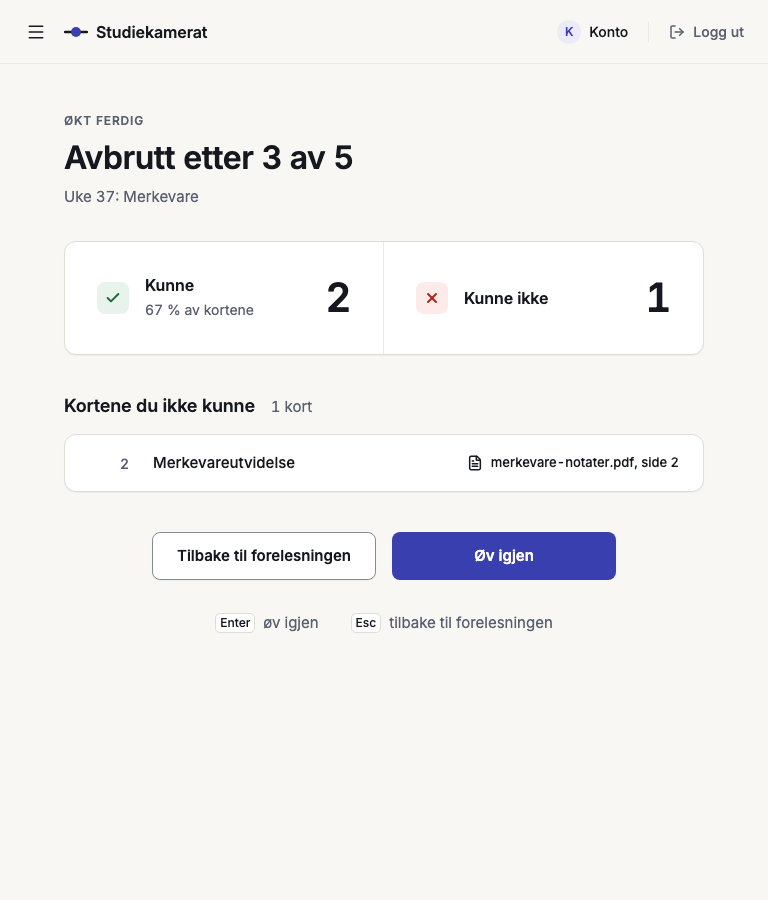 Studiekamerat
K Konto
Logg ut
ØKT FERDIG
Avbrutt etter 3 av 5
Uke 37: Merkevare
Kunne
67 % av kortene
2
Kunne ikke
1
Kortene du ikke kunne 1 kort
2 Merkevareutvidelse merkevare-notater.pdf, side 2
Tilbake til forelesningen
Øv igjen
Enter øv igjen
Esc tilbake til forelesningen